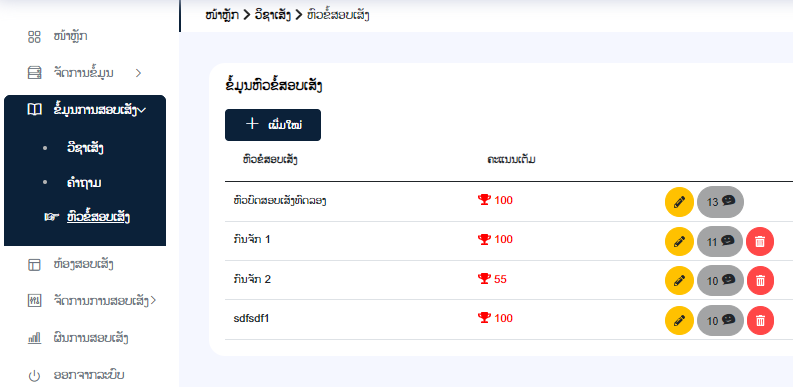 ໜ້າຫຼັກ
ຈັດການຂໍ້ມູນ
ຂໍ້ມູນການສອບເສັງ
ວິຊາເສັງ
ຄຳຖາມ
ຫົວຂໍ້ສອບເສັງ
ຫ້ອງສອບເສັງ
ຈັດການການສອບເສັງ
ຜົນການສອບເສັງ
ອອກຈາກລະບົບ
ໜ້າຫຼັກ > ວິຊາເສັງ > ຫົວຂໍ້ສອບເສັງ
ຂໍ້ມູນຫົວຂໍ້ສອບເສັງ
+ ເພີ່ມໃໝ່
ຫົວຂໍ້ສອບເສັງ ຄະແນນເຕັມ
ຫົວບົດສອບເສັງທົດລອງ 100 13
ກົນຈັກ 1 100 11
ກົນຈັກ 2 55 10
sdfsdf1 100 10